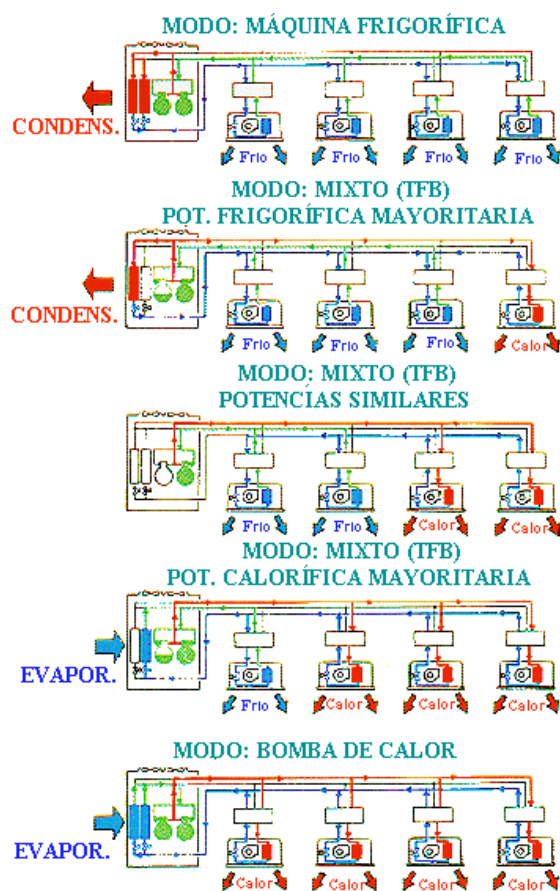 MODO: MÁQUINA FRIGORÍFICA
CONDENS.
Frio Frio Frio Frio
MODO: MIXTO (TFB)
POT. FRIGORÍFICA MAYORITARIA
CONDENS.
Frio Frio Frio Calor
MODO: MIXTO (TFB)
POTENCÍAS SIMILARES
Frio Frio Calor Calor
MODO: MIXTO (TFB)
POT. CALORÍFICA MAYORITARIA
EVAPOR.
Frio Calor Calor Calor
MODO: BOMBA DE CALOR
EVAPOR.
Calor Calor Calor Calor